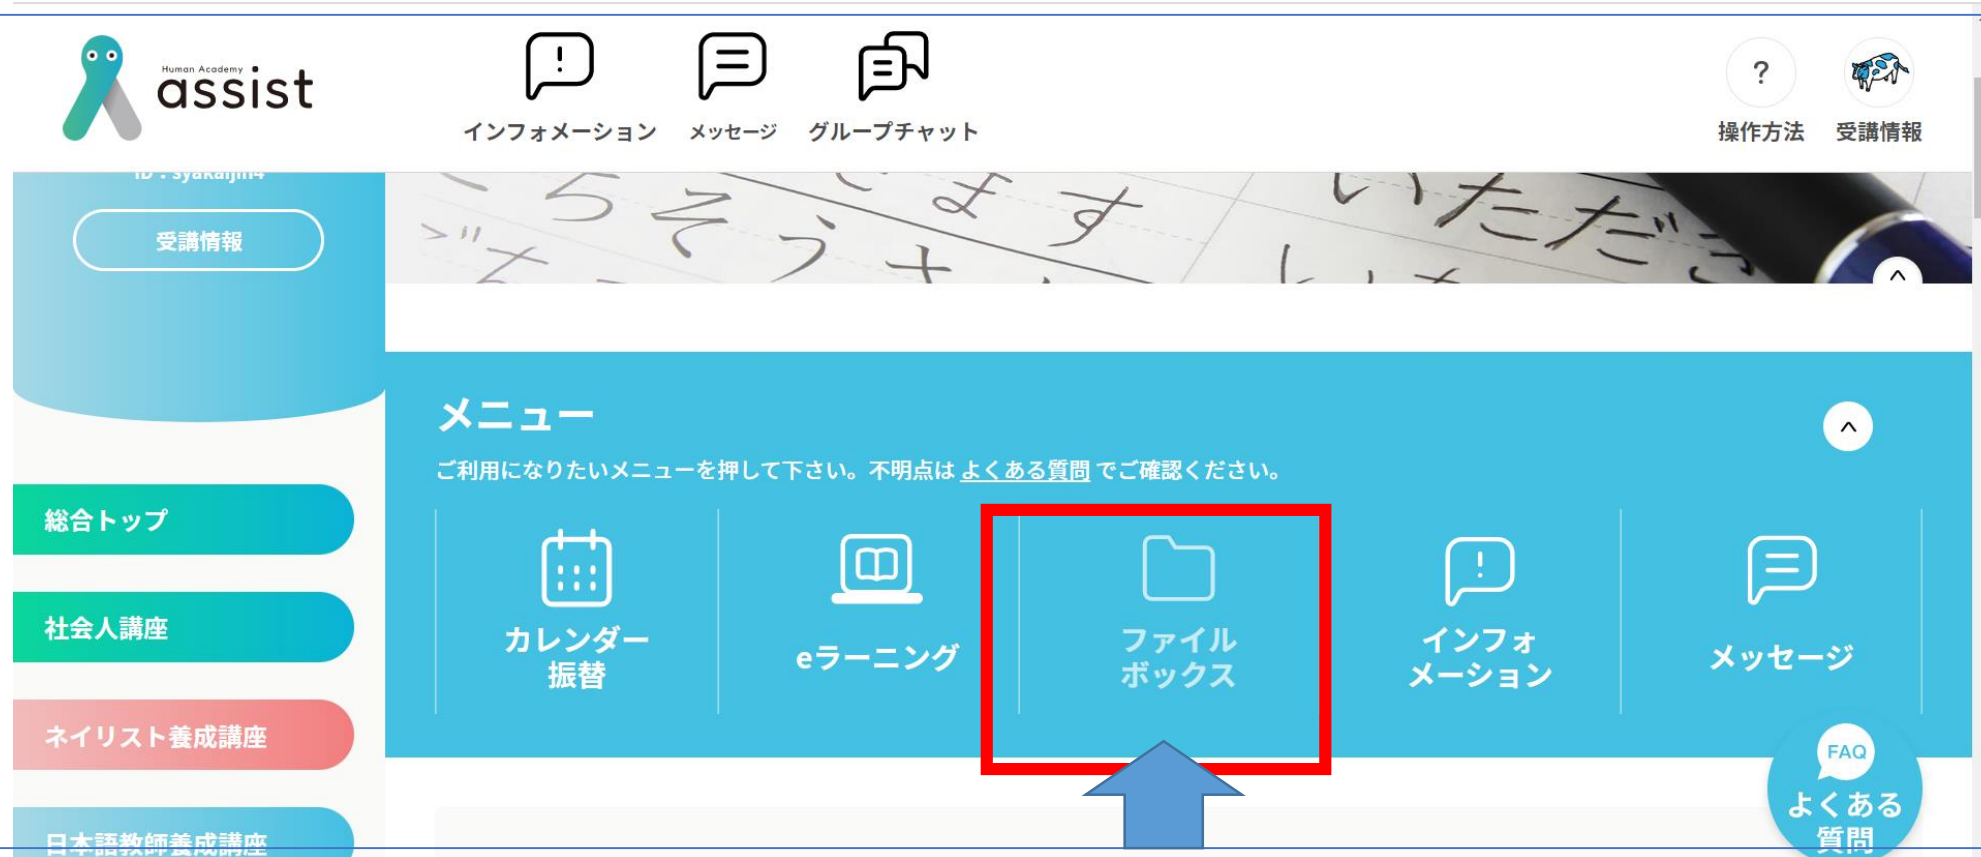 Human Academy
assist
インフォメーション
メッセージ
グループチャット
?
操作方法
受講情報
ID：syakaijin4
受講情報
メニュー
ご利用になりたいメニューを押して下さい。不明点は よくある質問 でご確認ください。
総合トップ
社会人講座
ネイリスト養成講座
日本語教師養成講座
カレンダー
振替
eラーニング
ファイル
ボックス
インフォ
メーション
メッセージ
FAQ
よくある
質問